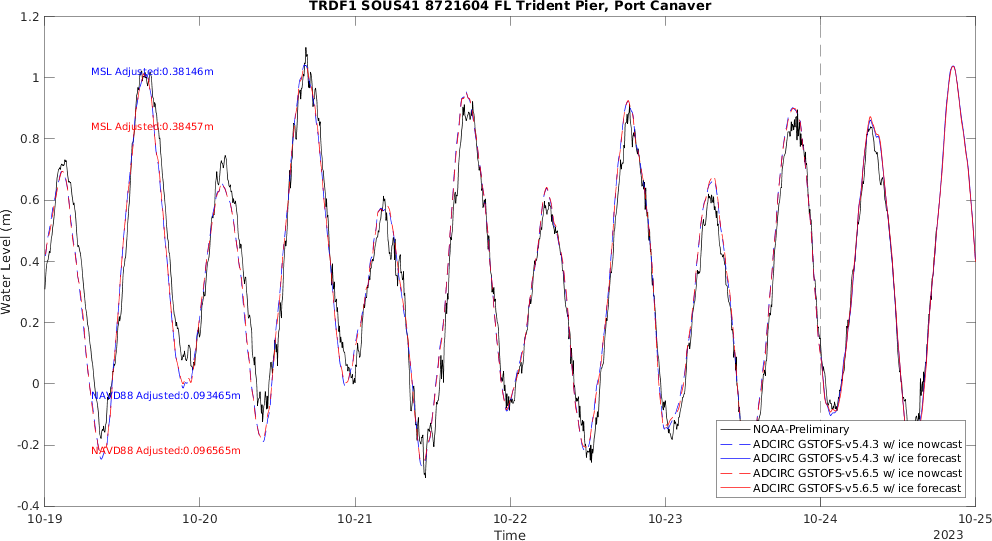 TRDF1 SOUS41 8721604 FL Trident Pier, Port Canaver
1.2
1
0.8
0.6
0.4
0.2
0
-0.2
-0.4
Water Level (m)
MSL Adjusted:0.38146m
MSL Adjusted:0.38457m
NAVD88 Adjusted:0.093465m
NAVD88 Adjusted:0.096565m
NOAA-Preliminary
ADCIRC GSTOFS-v5.4.3 w/ ice nowcast
ADCIRC GSTOFS-v5.4.3 w/ ice forecast
ADCIRC GSTOFS-v5.6.5 w/ ice nowcast
ADCIRC GSTOFS-v5.6.5 w/ ice forecast
10-19 10-20 10-21 10-22 10-23 10-24 10-25
Time
2023